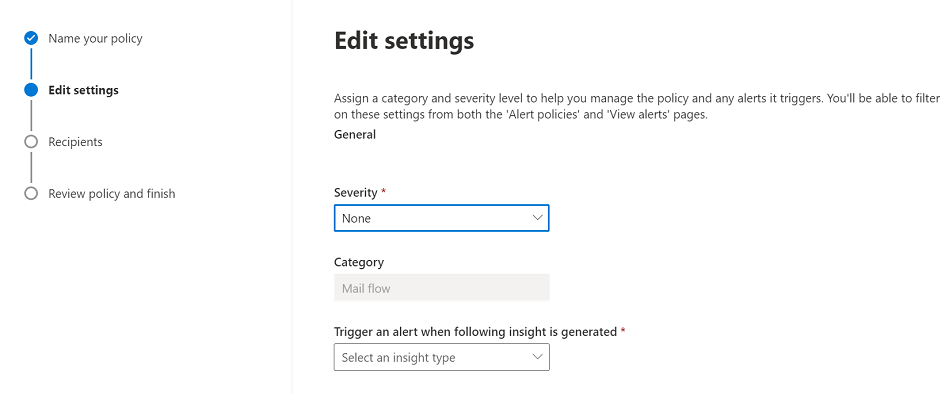 Name your policy
Edit settings
Recipients
Review policy and finish
Edit settings
Assign a category and severity level to help you manage the policy and any alerts it triggers. You'll be able to filter
on these settings from both the 'Alert policies' and 'View alerts' pages.
General
Severity *
None
Category
Mail flow
Trigger an alert when following insight is generated *
Select an insight type